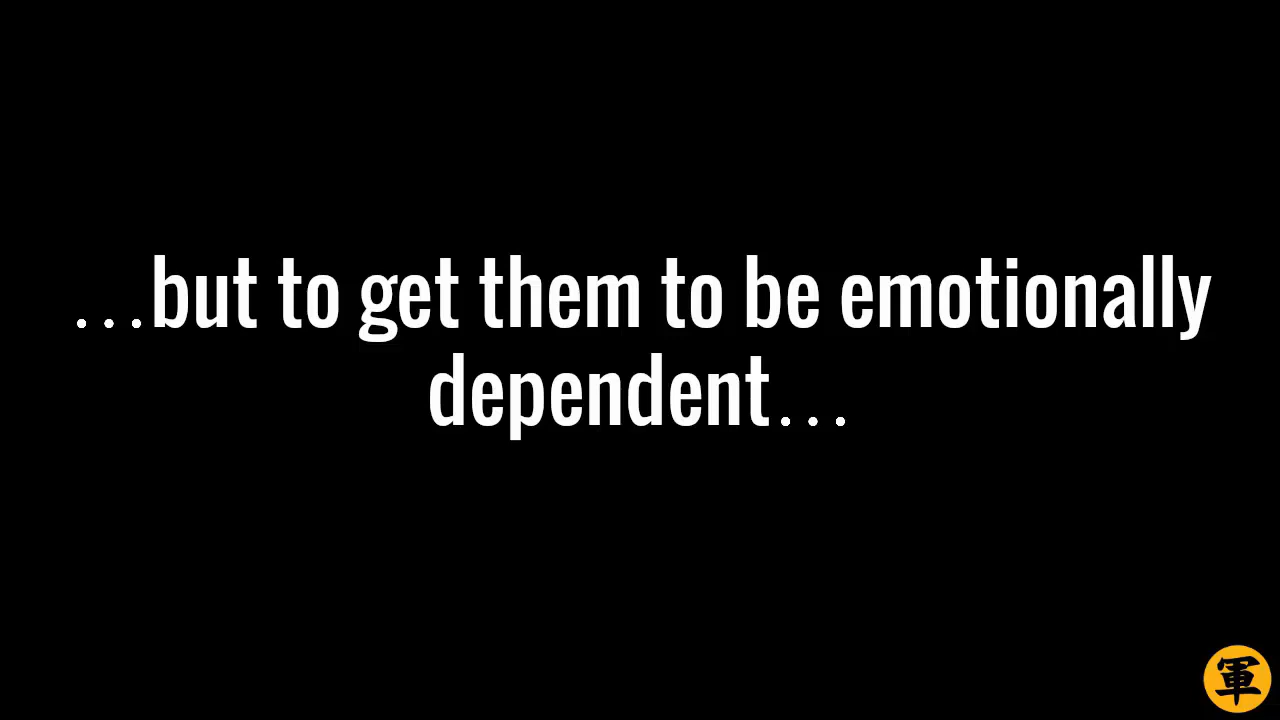 …but to get them to be emotionally
dependent…
軍